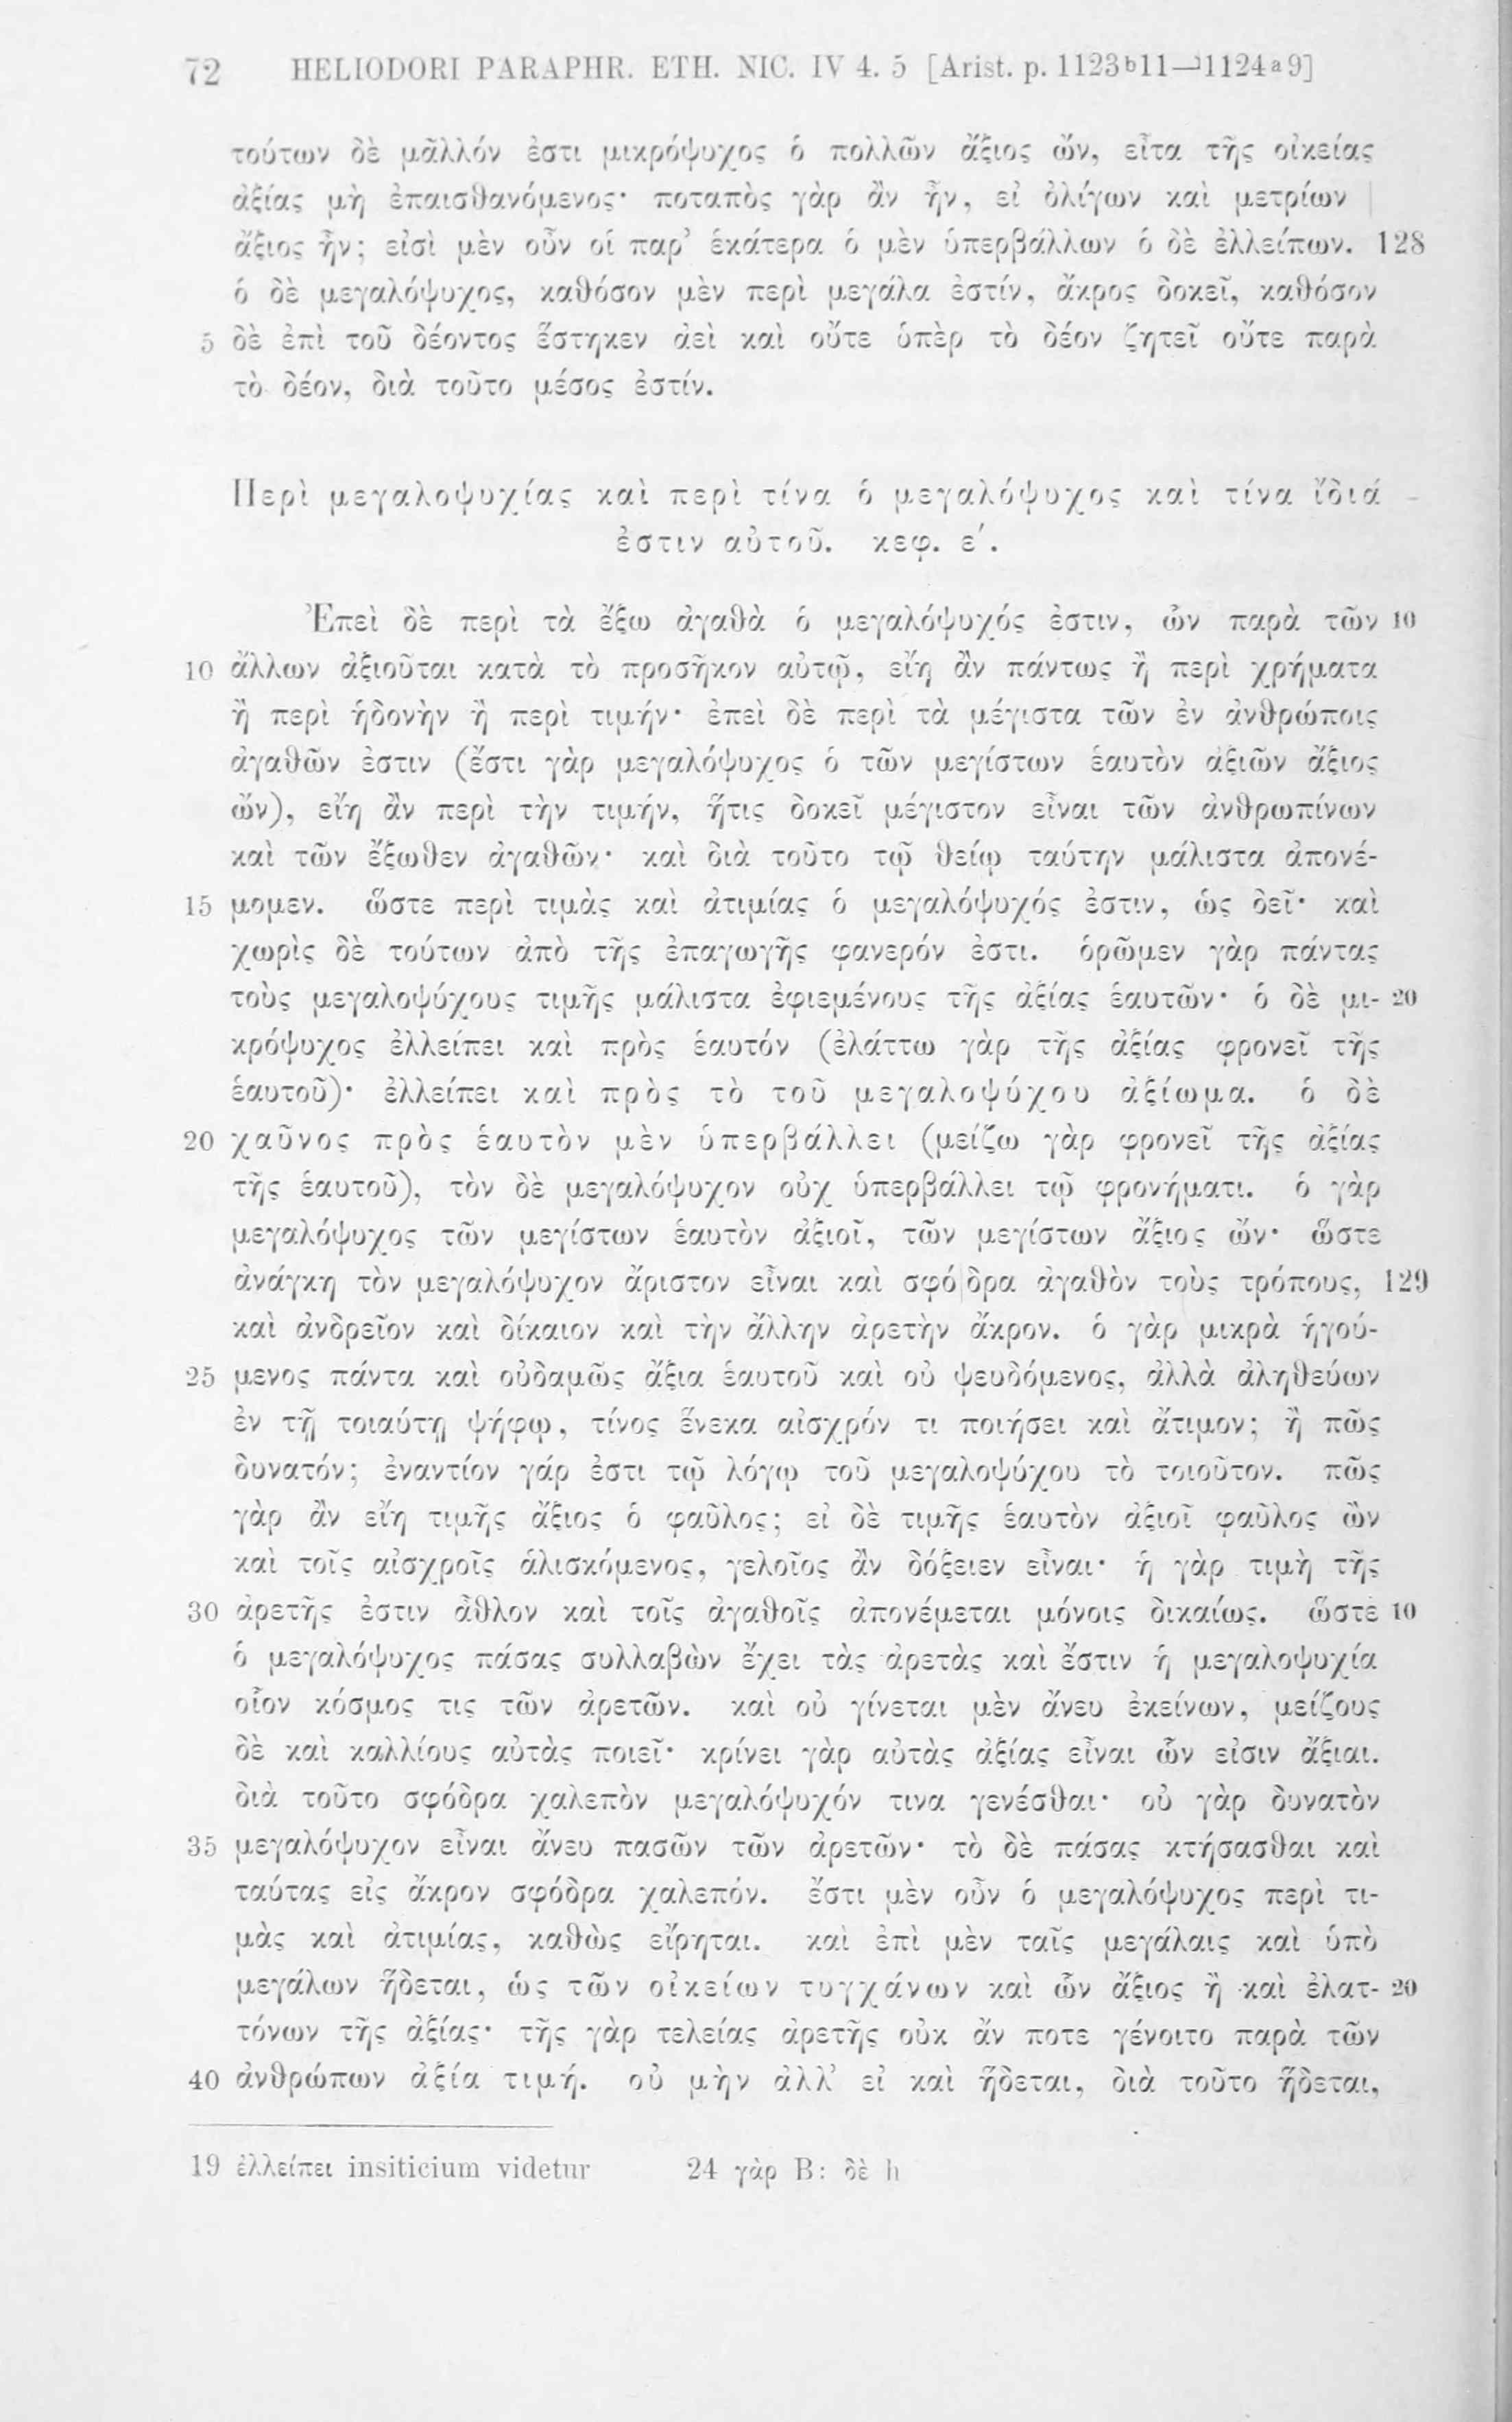 72 HELIODORI PARAPHR. ETH. NIC. IV 4. 5 [Arist. p. 1123ᵇ11—1124ᵃ9]
τούτων δὲ μᾶλλόν ἐστι μικρόψυχος ὁ πολλῶν ἄξιος ὤν, εἶτα τῆς οἰκείας
ἀξίας μὴ ἐπαισθανόμενος· ποταπὸς γὰρ ἂν ἦν, εἰ ὀλίγων καὶ μετρίων |
ἄξιος ἦν; εἰσὶ μὲν οὖν οἱ παρ’ ἑκάτερα ὁ μὲν ὑπερβάλλων ὁ δὲ ἐλλείπων. 128
ὁ δὲ μεγαλόψυχος, καθόσον μὲν περὶ μεγάλα ἐστίν, ἄκρος δοκεῖ, καθόσον
5 δὲ ἐπὶ τοῦ δέοντος ἕστηκεν ἀεὶ καὶ οὔτε ὑπὲρ τὸ δέον ζητεῖ οὔτε παρὰ
τὸ δέον, διὰ τοῦτο μέσος ἐστίν.
Περὶ μεγαλοψυχίας καὶ περὶ τίνα ὁ μεγαλόψυχος καὶ τίνα ἴδιά
ἐστιν αὐτοῦ. κεφ. ε΄.
Ἐπεὶ δὲ περὶ τὰ ἔξω ἀγαθὰ ὁ μεγαλόψυχός ἐστιν, ὧν παρὰ τῶν 10
10 ἄλλων ἀξιοῦται κατὰ τὸ προσῆκον αὐτῷ, εἴη ἂν πάντως ἢ περὶ χρήματα
ἢ περὶ ἡδονὴν ἢ περὶ τιμήν· ἐπεὶ δὲ περὶ τὰ μέγιστα τῶν ἐν ἀνθρώποις
ἀγαθῶν ἐστιν (ἔστι γὰρ μεγαλόψυχος ὁ τῶν μεγίστων ἑαυτὸν ἀξιῶν ἄξιος
ὤν), εἴη ἂν περὶ τὴν τιμήν, ἥτις δοκεῖ μέγιστον εἶναι τῶν ἀνθρωπίνων
καὶ τῶν ἔξωθεν ἀγαθῶν· καὶ διὰ τοῦτο τῷ θείῳ ταύτην μάλιστα ἀπονέ-
15 μομεν. ὥστε περὶ τιμὰς καὶ ἀτιμίας ὁ μεγαλόψυχός ἐστιν, ὡς δεῖ· καὶ
χωρὶς δὲ τούτων ἀπὸ τῆς ἐπαγωγῆς φανερόν ἐστι. ὁρῶμεν γὰρ πάντας
τοὺς μεγαλοψύχους τιμῆς μάλιστα ἐφιεμένους τῆς ἀξίας ἑαυτῶν· ὁ δὲ μι- 20
κρόψυχος ἐλλείπει καὶ πρὸς ἑαυτόν (ἐλάττω γὰρ τῆς ἀξίας φρονεῖ τῆς
ἑαυτοῦ)· ἐλλείπει καὶ πρὸς τὸ τοῦ μεγαλοψύχου ἀξίωμα. ὁ δὲ
20 χαῦνος πρὸς ἑαυτὸν μὲν ὑπερβάλλει (μείζω γὰρ φρονεῖ τῆς ἀξίας
τῆς ἑαυτοῦ), τὸν δὲ μεγαλόψυχον οὐχ ὑπερβάλλει τῷ φρονήματι. ὁ γὰρ
μεγαλόψυχος τῶν μεγίστων ἑαυτὸν ἀξιοῖ, τῶν μεγίστων ἄξιος ὤν· ὥστε
ἀνάγκη τὸν μεγαλόψυχον ἄριστον εἶναι καὶ σφό|δρα ἀγαθὸν τοὺς τρόπους, 129
καὶ ἀνδρεῖον καὶ δίκαιον καὶ τὴν ἄλλην ἀρετὴν ἄκρον. ὁ γὰρ μικρὰ ἡγού-
25 μενος πάντα καὶ οὐδαμῶς ἄξια ἑαυτοῦ καὶ οὐ ψευδόμενος, ἀλλὰ ἀληθεύων
ἐν τῇ τοιαύτῃ ψήφῳ, τίνος ἕνεκα αἰσχρόν τι ποιήσει καὶ ἄτιμον; ἢ πῶς
δυνατόν; ἐναντίον γάρ ἐστι τῷ λόγῳ τοῦ μεγαλοψύχου τὸ τοιοῦτον. πῶς
γὰρ ἂν εἴη τιμῆς ἄξιος ὁ φαῦλος; εἰ δὲ τιμῆς ἑαυτὸν ἀξιοῖ φαῦλος ὢν
καὶ τοῖς αἰσχροῖς ἁλισκόμενος, γελοῖος ἂν δόξειεν εἶναι· ἡ γὰρ τιμὴ τῆς
30 ἀρετῆς ἐστιν ἆθλον καὶ τοῖς ἀγαθοῖς ἀπονέμεται μόνοις δικαίως. ὥστε 10
ὁ μεγαλόψυχος πάσας συλλαβὼν ἔχει τὰς ἀρετὰς καὶ ἔστιν ἡ μεγαλοψυχία
οἷον κόσμος τις τῶν ἀρετῶν. καὶ οὐ γίνεται μὲν ἄνευ ἐκείνων, μείζους
δὲ καὶ καλλίους αὐτὰς ποιεῖ· κρίνει γὰρ αὐτὰς ἀξίας εἶναι ὧν εἰσιν ἄξιαι.
διὰ τοῦτο σφόδρα χαλεπὸν μεγαλόψυχόν τινα γενέσθαι· οὐ γὰρ δυνατὸν
35 μεγαλόψυχον εἶναι ἄνευ πασῶν τῶν ἀρετῶν· τὸ δὲ πάσας κτήσασθαι καὶ
ταύτας εἰς ἄκρον σφόδρα χαλεπόν. ἔστι μὲν οὖν ὁ μεγαλόψυχος περὶ τι-
μὰς καὶ ἀτιμίας, καθὼς εἴρηται. καὶ ἐπὶ μὲν ταῖς μεγάλαις καὶ ὑπὸ
μεγάλων ἥδεται, ὡς τῶν οἰκείων τυγχάνων καὶ ὧν ἄξιος ἢ καὶ ἐλατ- 20
τόνων τῆς ἀξίας· τῆς γὰρ τελείας ἀρετῆς οὐκ ἄν ποτε γένοιτο παρὰ τῶν
40 ἀνθρώπων ἀξία τιμή. οὐ μὴν ἀλλ’ εἰ καὶ ἥδεται, διὰ τοῦτο ἥδεται,
19 ἐλλείπει insiticium videtur 24 γὰρ B: δὲ h